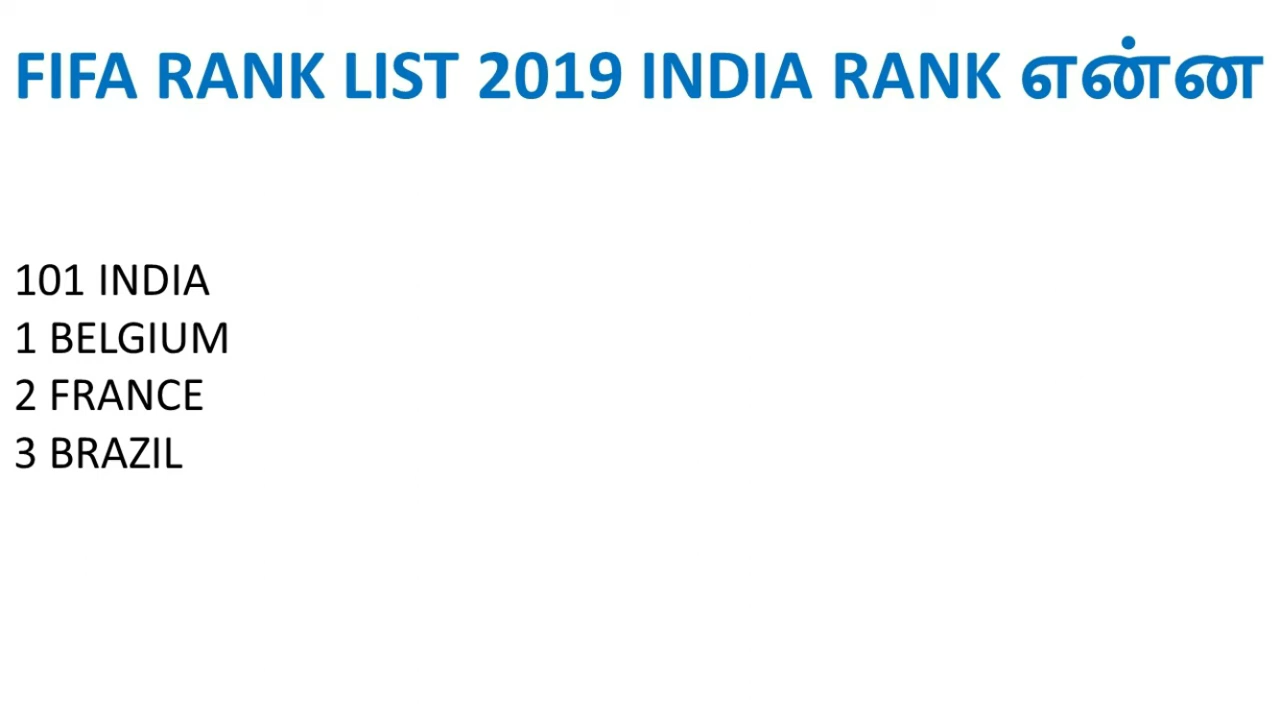 FIFA RANK LIST 2019 INDIA RANK என்ன
101 INDIA
1 BELGIUM
2 FRANCE
3 BRAZIL